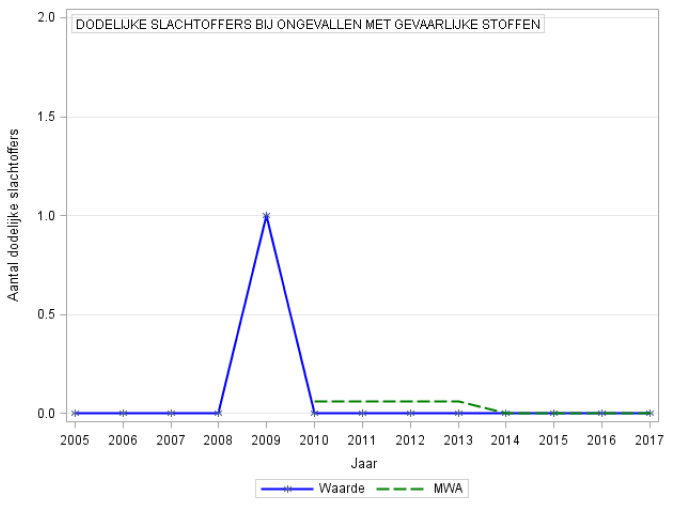 DODELIJKE SLACHTOFFERS BIJ ONGEVALLEN MET GEVAARLIJKE STOFFEN
Aantal dodelijke slachtoffers
2.0
1.5
1.0
0.5
0.0
2005 2006 2007 2008 2009 2010 2011 2012 2013 2014 2015 2016 2017
Jaar
Waarde MWA